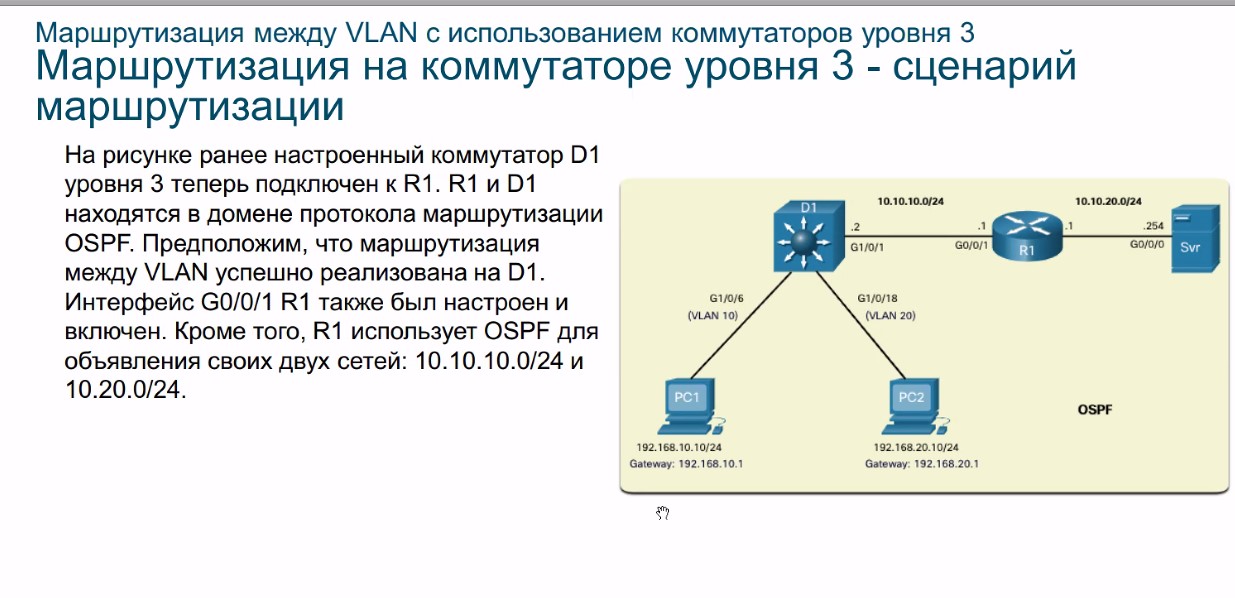 Маршрутизация между VLAN с использованием коммутаторов уровня 3
Маршрутизация на коммутаторе уровня 3 - сценарий
маршрутизации
На рисунке ранее настроенный коммутатор D1
уровня 3 теперь подключен к R1. R1 и D1
находятся в домене протокола маршрутизации
OSPF. Предположим, что маршрутизация
между VLAN успешно реализована на D1.
Интерфейс G0/0/1 R1 также был настроен и
включен. Кроме того, R1 использует OSPF для
объявления своих двух сетей: 10.10.10.0/24 и
10.20.0/24.
D1
10.10.10.0/24
10.10.20.0/24
.2
.1
.1
.254
G1/0/1
G0/0/1
R1
G0/0/0
Svr
G1/0/6
(VLAN 10)
G1/0/18
(VLAN 20)
PC1
PC2
OSPF
192.168.10.10/24
Gateway: 192.168.10.1
192.168.20.10/24
Gateway: 192.168.20.1